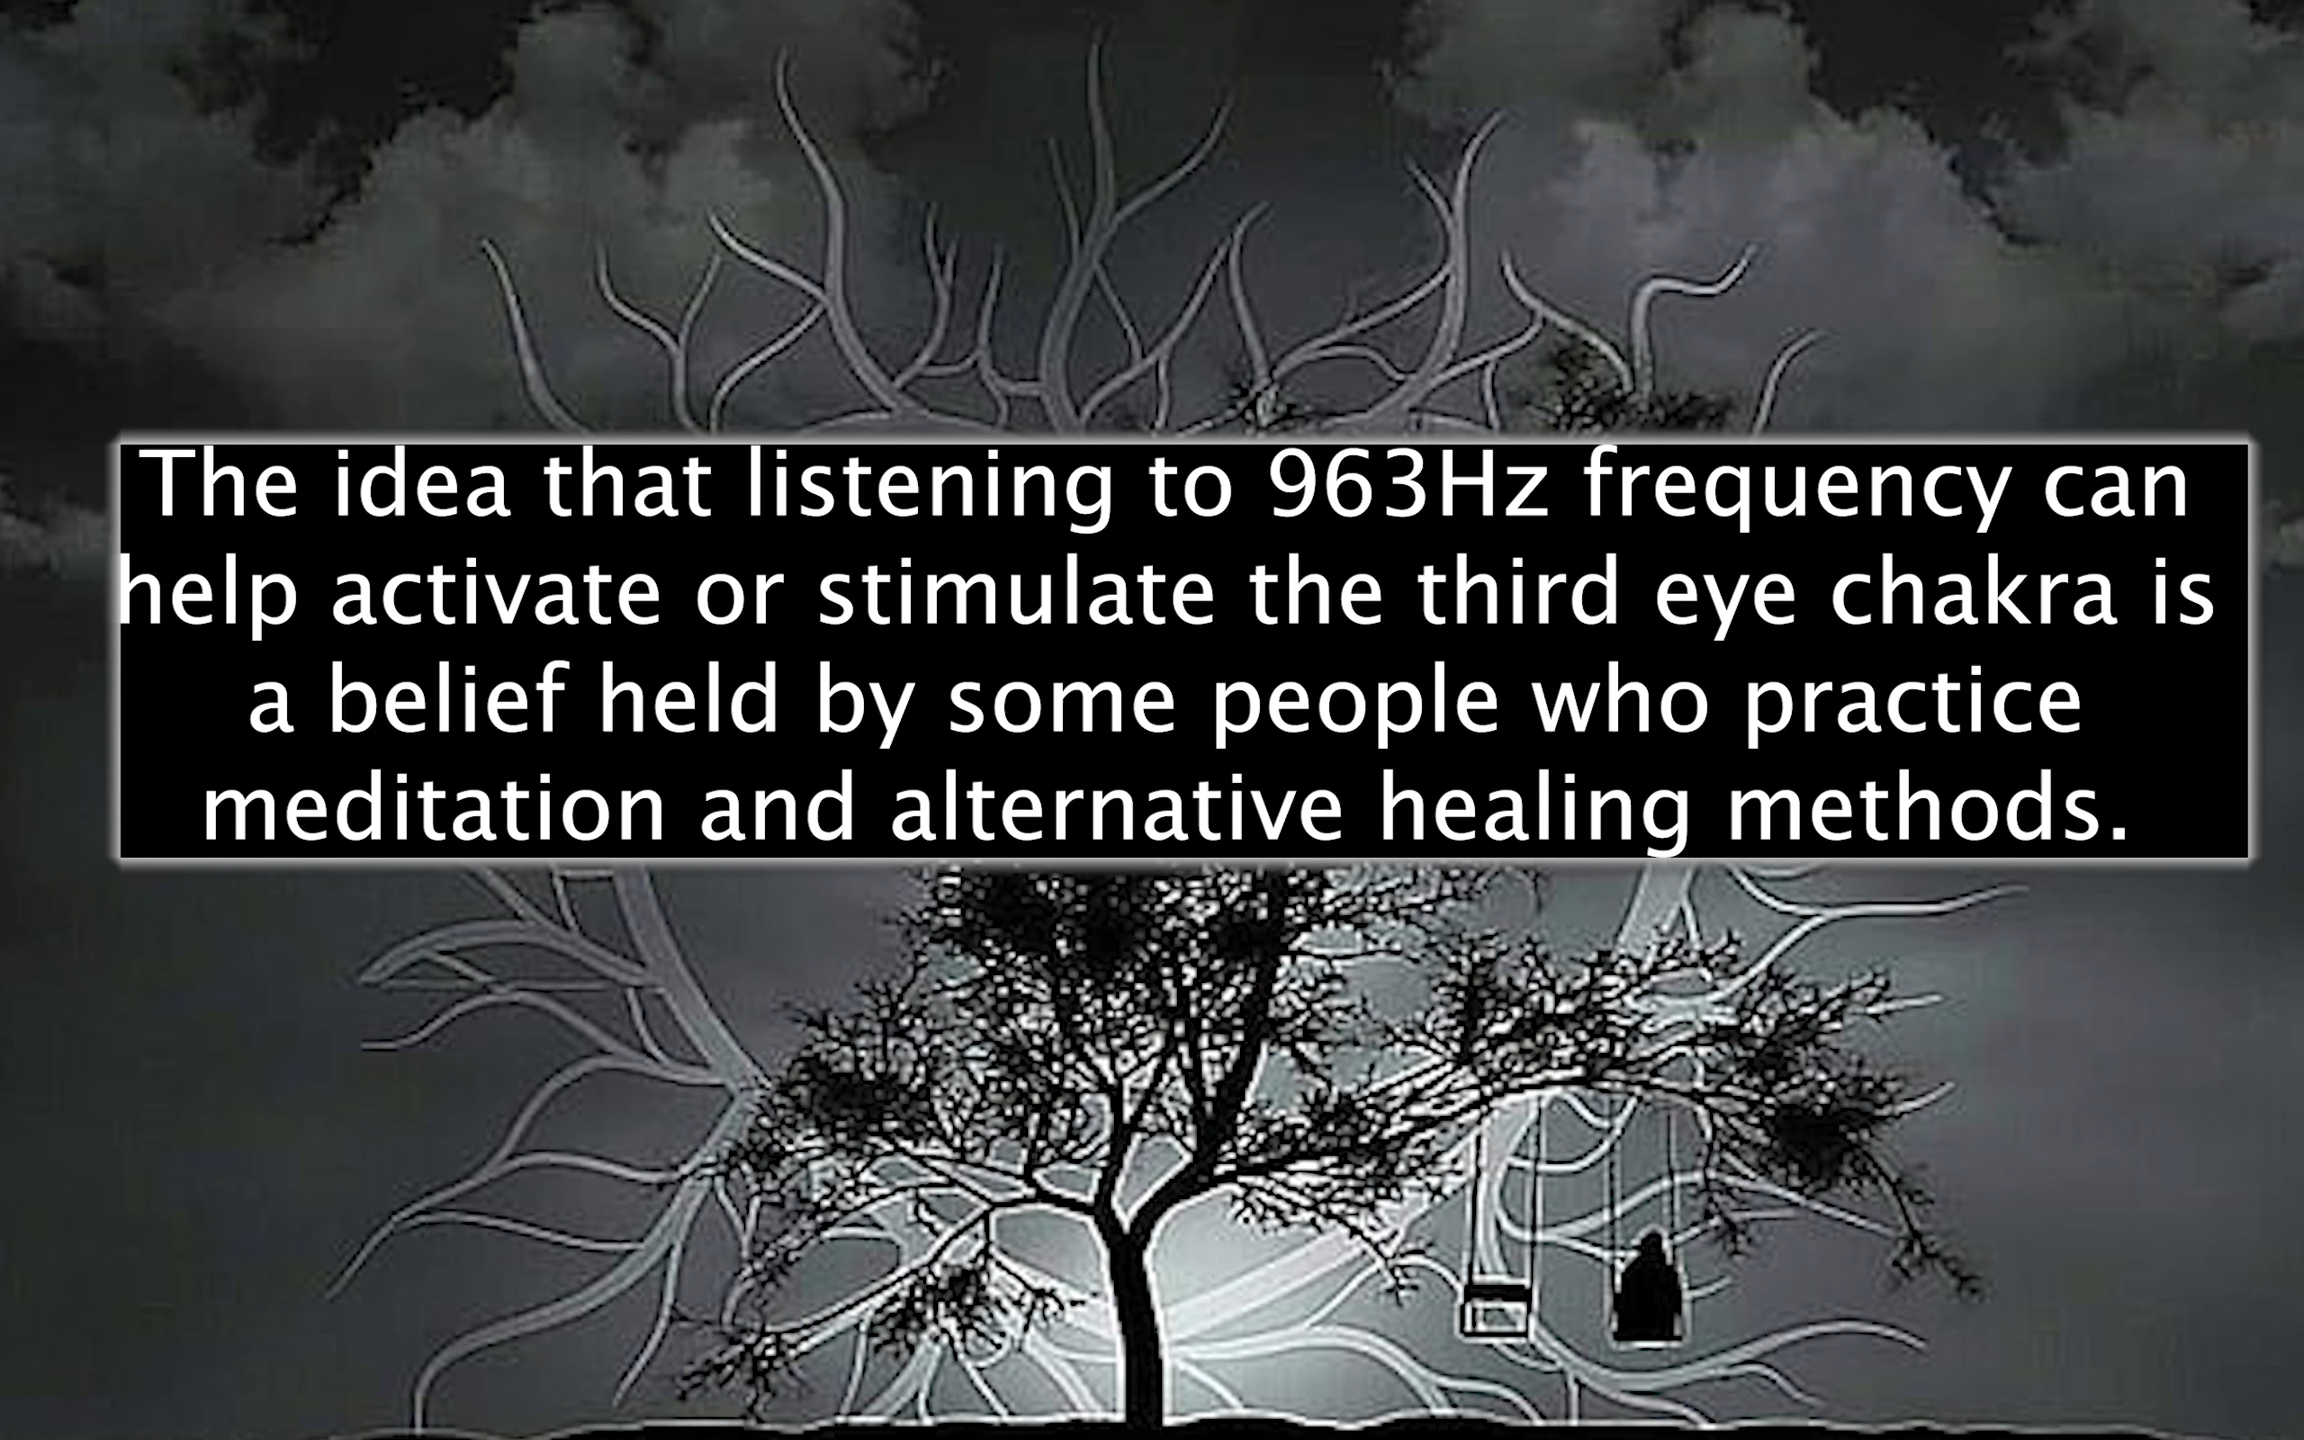 The idea that listening to 963Hz frequency can
help activate or stimulate the third eye chakra is
a belief held by some people who practice
meditation and alternative healing methods.